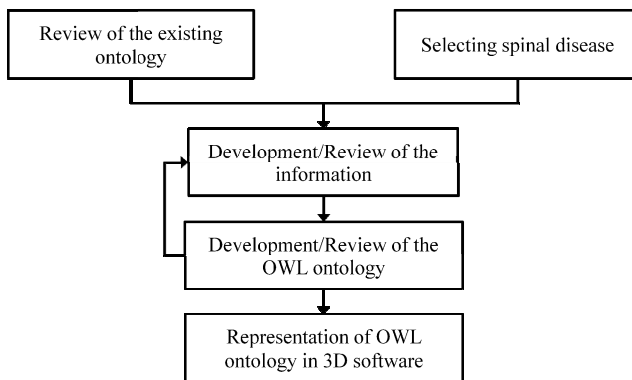 Review of the existing
ontology
Selecting spinal disease
Development/Review of the
information
Development/Review of the
OWL ontology
Representation of OWL
ontology in 3D software